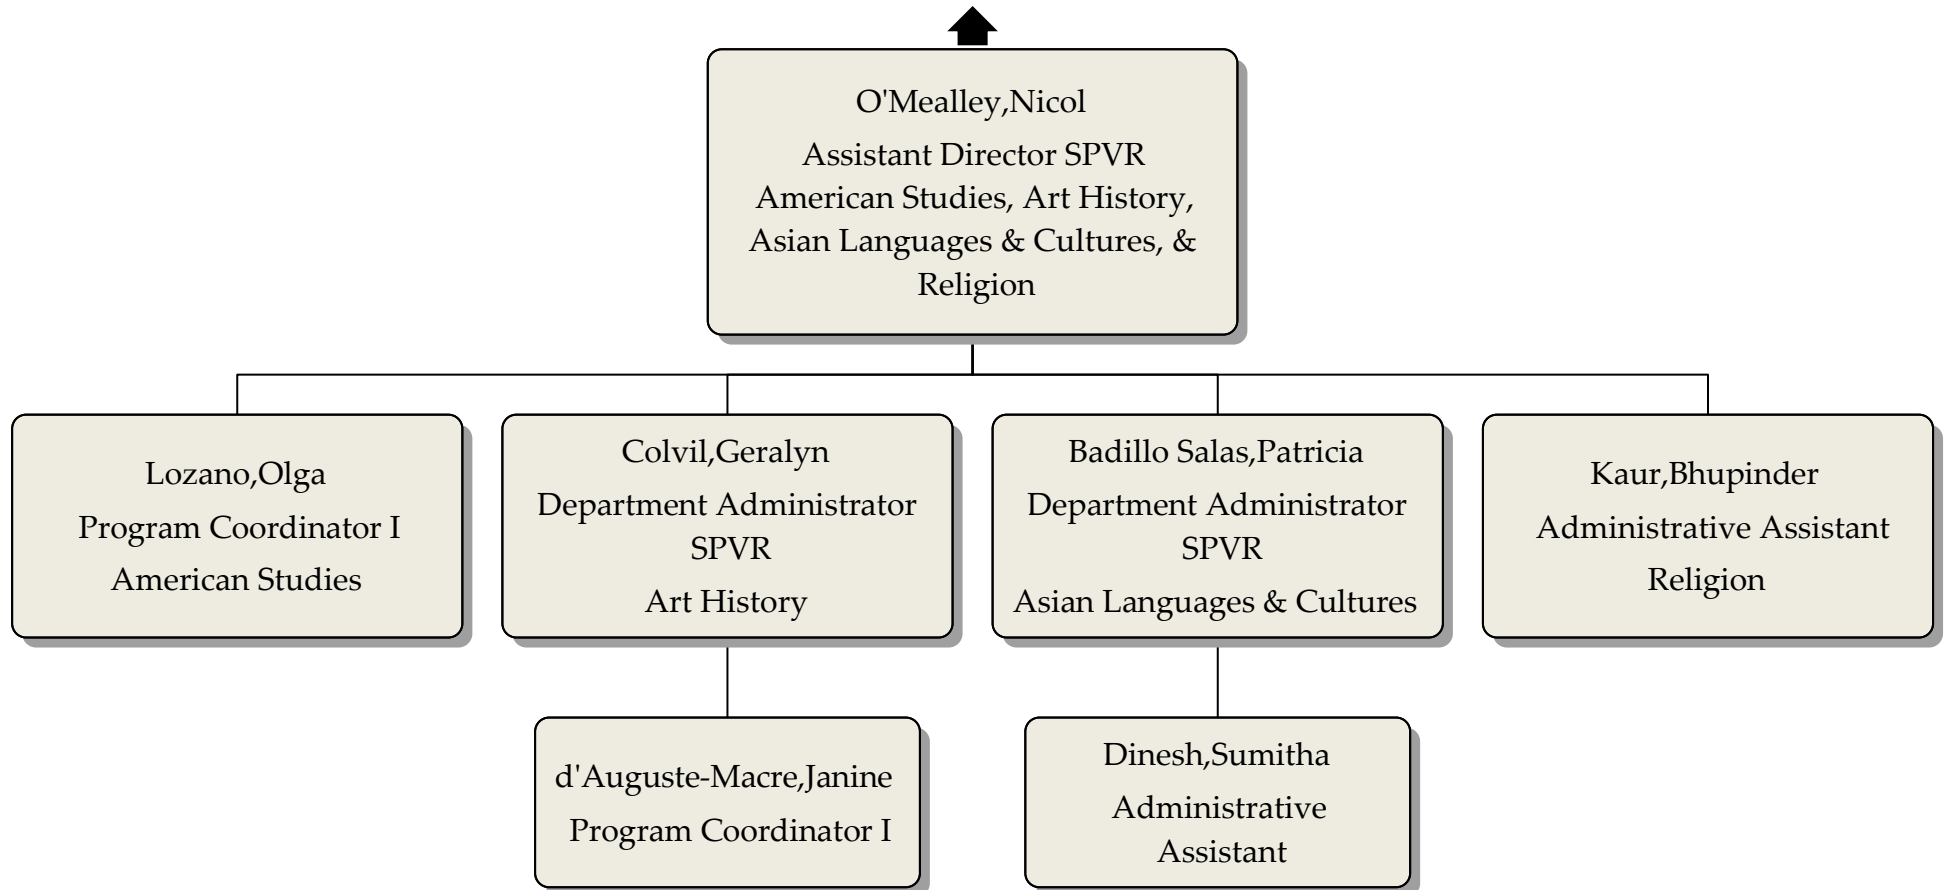 O'Mealley,Nicol
Assistant Director SPVR
American Studies, Art History,
Asian Languages & Cultures, &
Religion
Lozano,Olga
Program Coordinator I
American Studies
Colvil,Geralyn
Department Administrator
SPVR
Art History
Badillo Salas,Patricia
Department Administrator
SPVR
Asian Languages & Cultures
Kaur,Bhupinder
Administrative Assistant
Religion
d'Auguste-Macre,Janine
Program Coordinator I
Dinesh,Sumitha
Administrative
Assistant